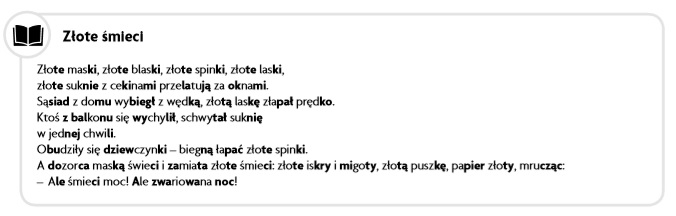 Złote śmieci
Złote maski, złote blaski, złote spinki, złote laski,
złote suknie z cekinami przelatują za oknami.
Sąsiad z domu wybiegł z wędką, złotą laskę złapał prędko.
Ktoś z balkonu się wychylił, schwytał suknię
w jednej chwili.
Obudziły się dziewczynki – biegną łapać złote spinki.
A dozorca maską świeci i zamiata złote śmieci: złote iskry i migoty, złotą puszkę, papier złoty, mrucząc:
– Ale śmieci moc! Ale zwariowana noc!